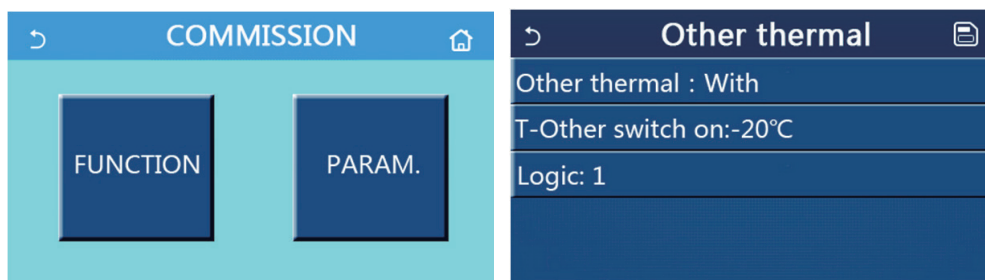 COMMISSION
FUNCTION
PARAM.
Other thermal
Other thermal : With
T-Other switch on:-20℃
Logic: 1